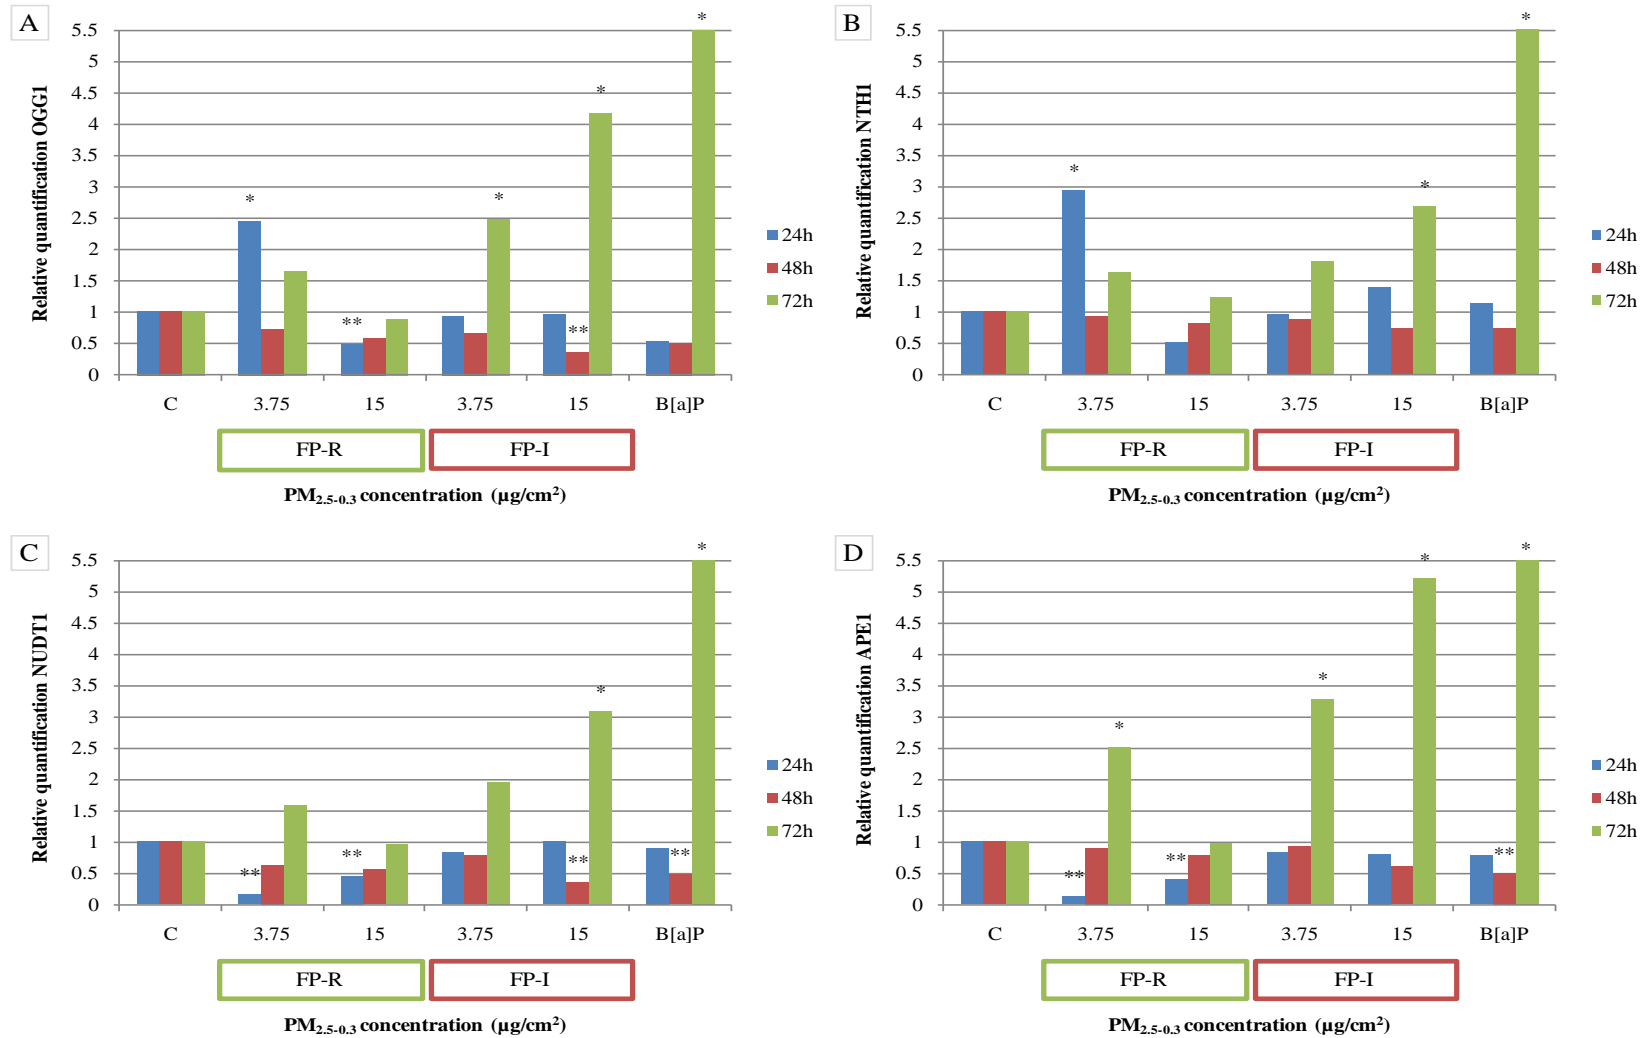 A
Relative quantification OGG1
5.5
5
4.5
4
3.5
3
2.5
2
1.5
1
0.5
0
*
*
**
*
**
*
*
24h
48h
72h
C 3.75 15 3.75 15 B[a]P
FP-R FP-I
PM2.5-0.3 concentration (µg/cm²)
B
Relative quantification NTH1
5.5
5
4.5
4
3.5
3
2.5
2
1.5
1
0.5
0
*
*
*
24h
48h
72h
C 3.75 15 3.75 15 B[a]P
FP-R FP-I
PM2.5-0.3 concentration (µg/cm²)
C
Relative quantification NUDT1
5.5
5
4.5
4
3.5
3
2.5
2
1.5
1
0.5
0
**
**
**
*
**
*
24h
48h
72h
C 3.75 15 3.75 15 B[a]P
FP-R FP-I
PM2.5-0.3 concentration (µg/cm²)
D
Relative quantification APE1
5.5
5
4.5
4
3.5
3
2.5
2
1.5
1
0.5
0
**
*
**
*
*
**
*
24h
48h
72h
C 3.75 15 3.75 15 B[a]P
FP-R FP-I
PM2.5-0.3 concentration (µg/cm²)